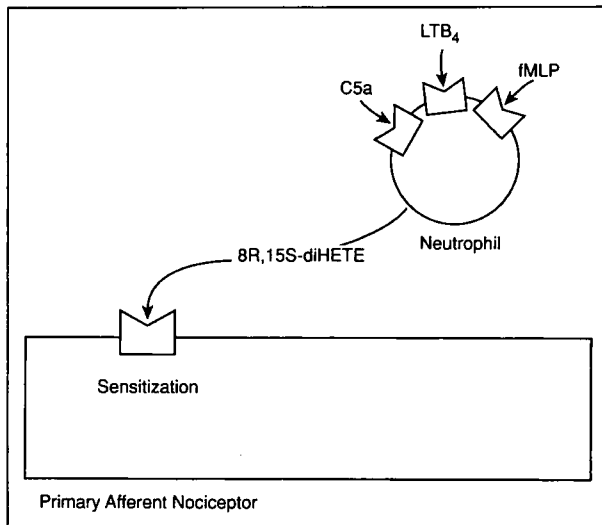 LTB4
fMLP
C5a
Neutrophil
8R,15S-diHETE
Sensitization
Primary Afferent Nociceptor